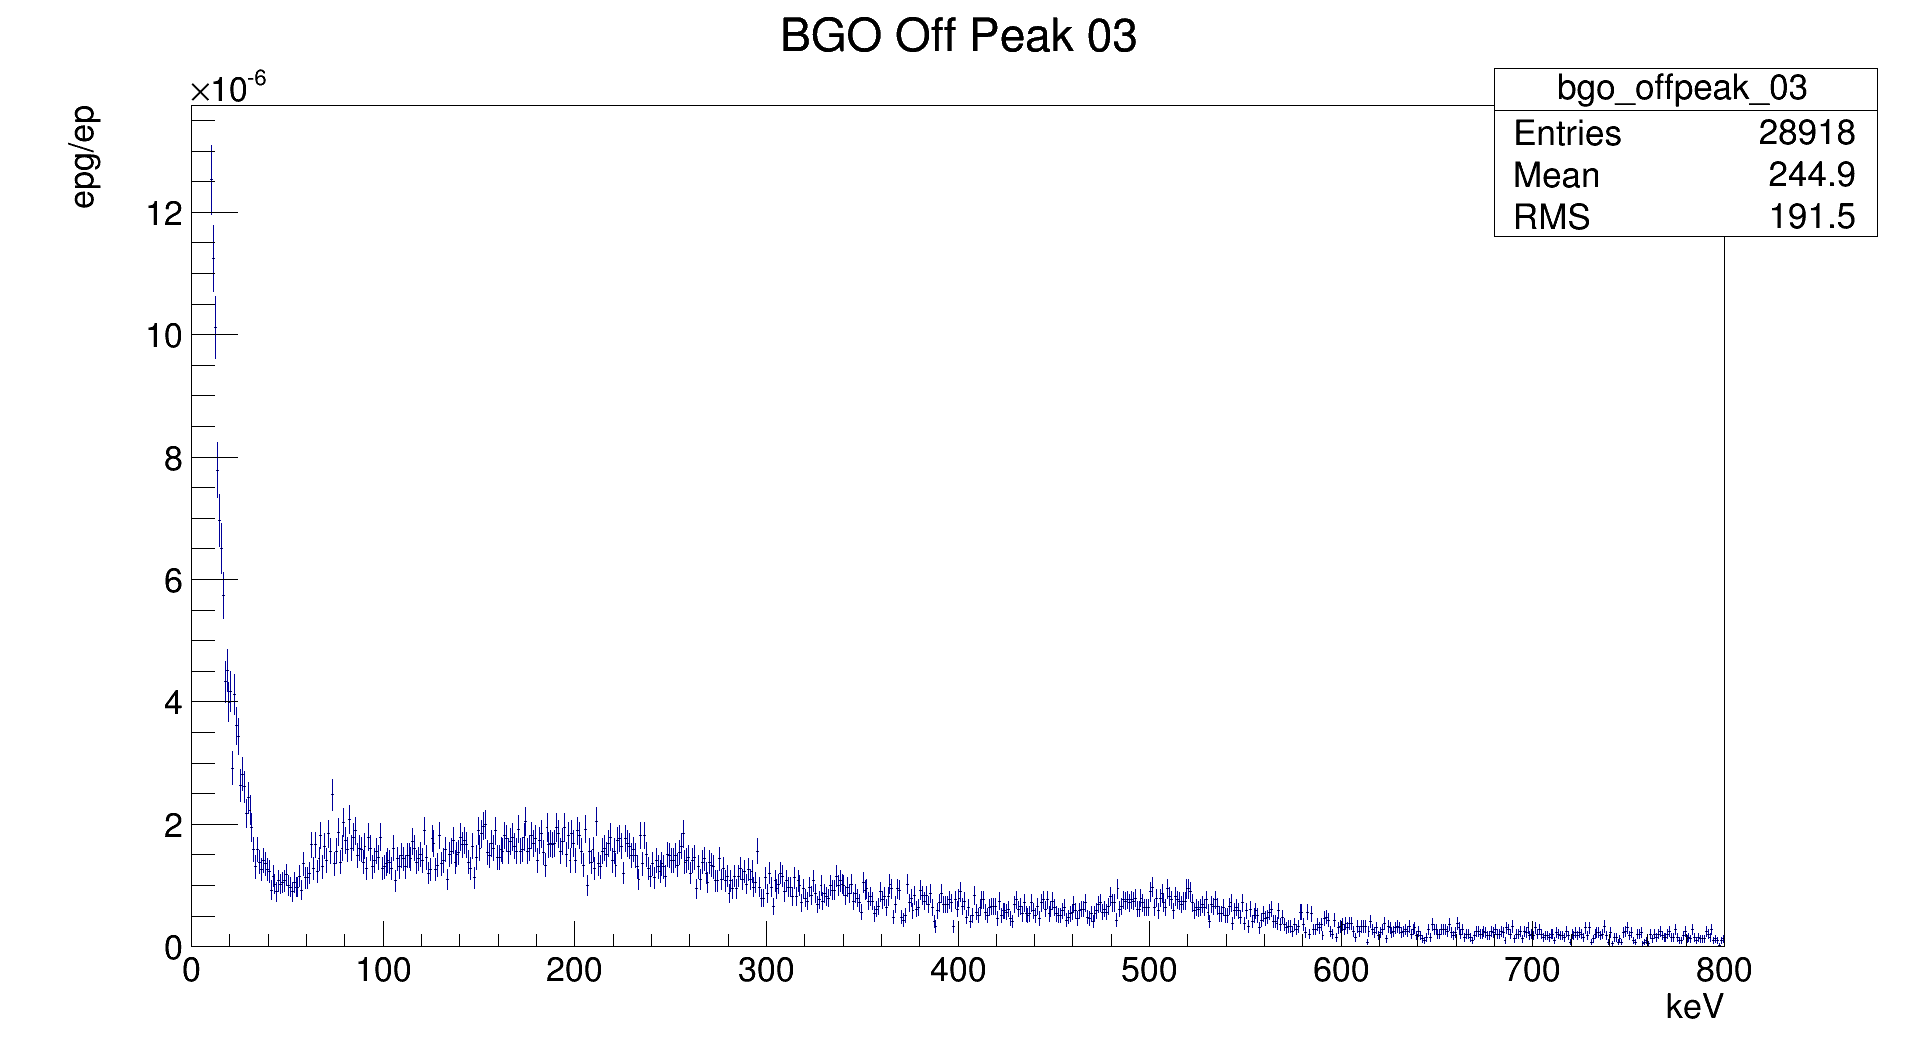 BGO Off Peak 03
×10-6
epg/ep
bgo_offpeak_03
Entries 28918
Mean 244.9
RMS 191.5
12
10
8
6
4
2
0
0 100 200 300 400 500 600 700 800
keV